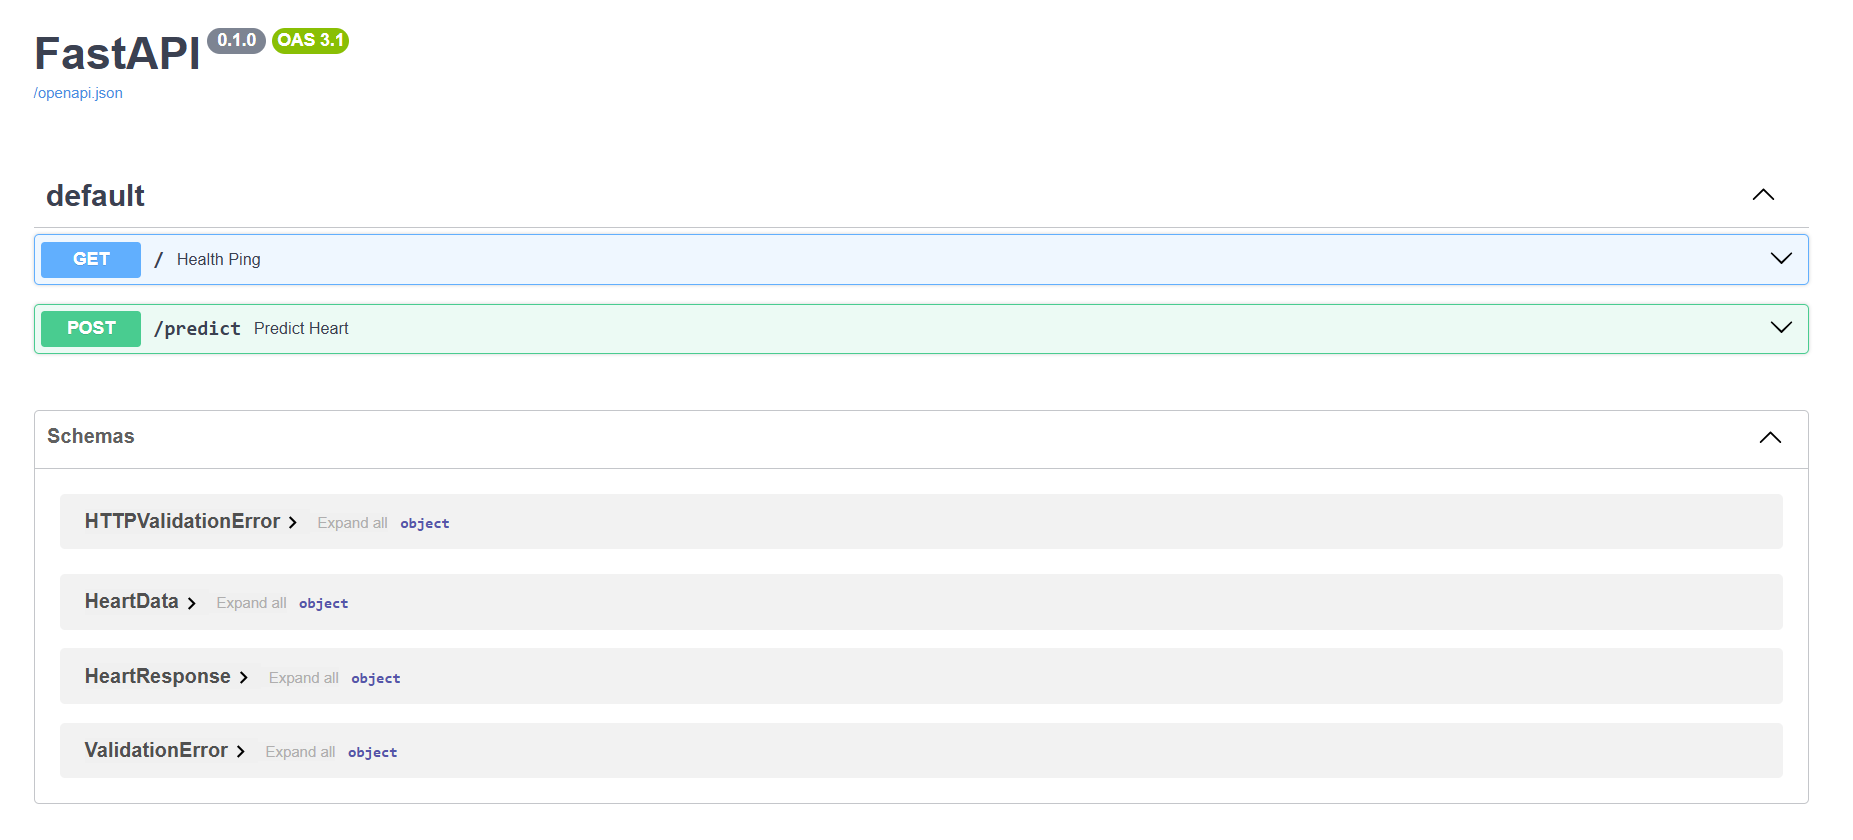 FastAPI 0.1.0 OAS 3.1
/openapi.json
default
GET / Health Ping
POST /predict Predict Heart
Schemas
HTTPValidationError Expand all object
HeartData Expand all object
HeartResponse Expand all object
ValidationError Expand all object